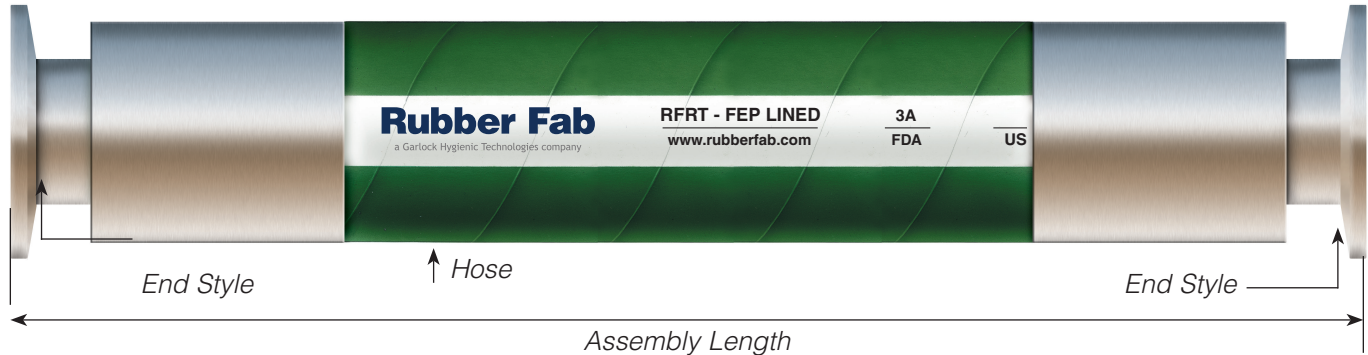 Rubber Fab
a Garlock Hygienic Technologies company
RFRT - FEP LINED
www.rubberfab.com
3A
FDA
US
End Style
Hose
End Style
Assembly Length